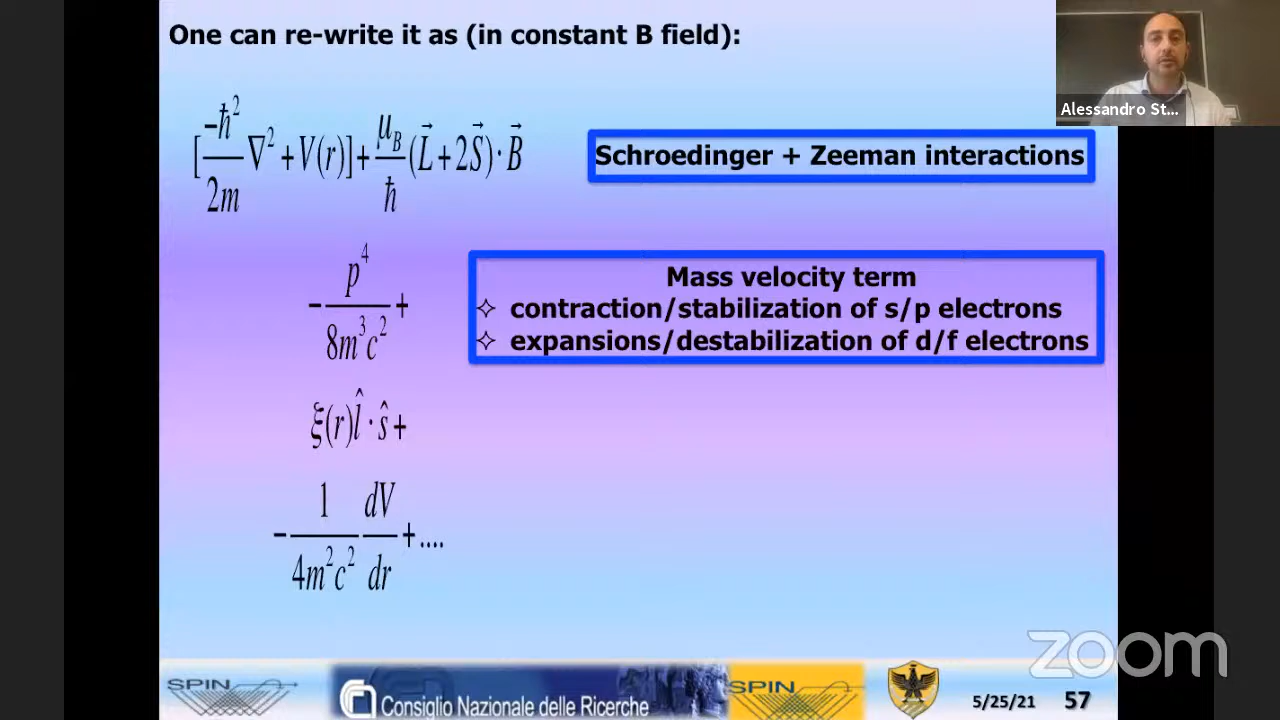 One can re-write it as (in constant B field):
Alessandro St...
[-ħ²/2m ∇² + V(r)] + μ_B/ħ (L⃗ + 2S⃗) · B⃗
Schroedinger + Zeeman interactions
- p⁴/8m³c² +
Mass velocity term
✧ contraction/stabilization of s/p electrons
✧ expansions/destabilization of d/f electrons
ξ(r) l̂ · ŝ +
- 1/4m²c² dV/dr + ....
zoom
SPIN
Consiglio Nazionale delle Ricerche
SPIN
5/25/21
57